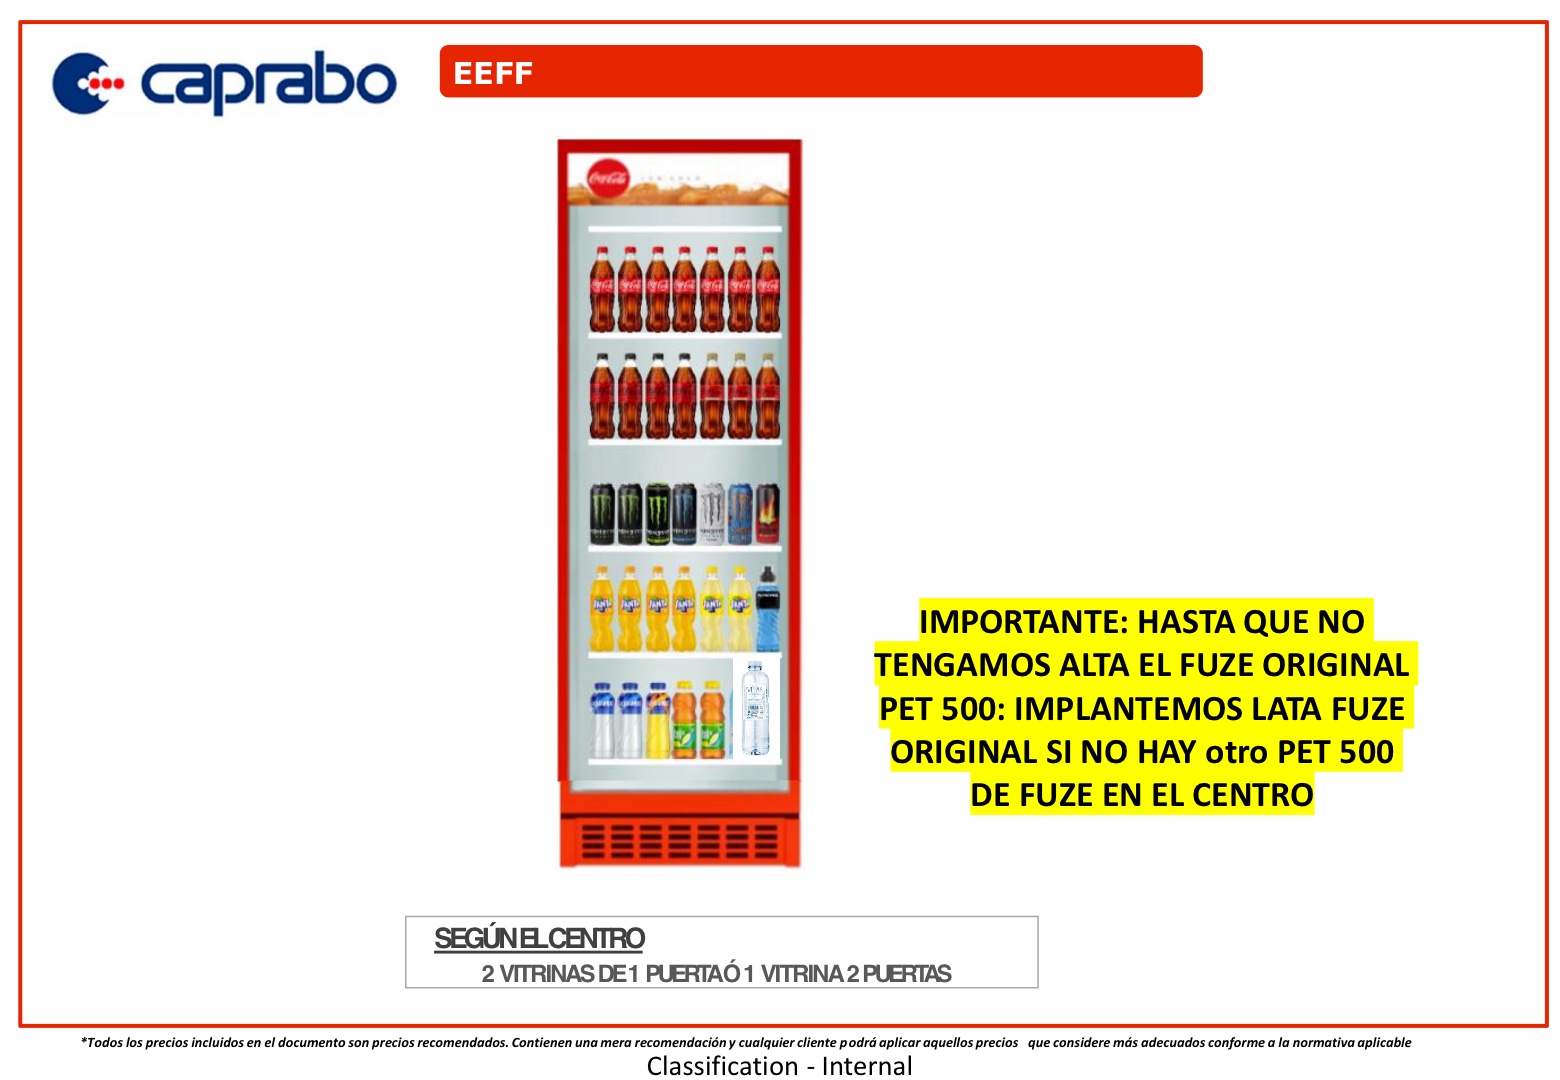 caprabo
EEFF
Coca-Cola
IMPORTANTE: HASTA QUE NO
TENGAMOS ALTA EL FUZE ORIGINAL
PET 500: IMPLANTEMOS LATA FUZE
ORIGINAL SI NO HAY otro PET 500
DE FUZE EN EL CENTRO
SEGÚN EL CENTRO
2 VITRINAS DE 1 PUERTA Ó 1 VITRINA 2 PUERTAS
*Todos los precios incluidos en el documento son precios recomendados. Contienen una mera recomendación y cualquier cliente podrá aplicar aquellos precios que considere más adecuados conforme a la normativa aplicable
Classification - Internal